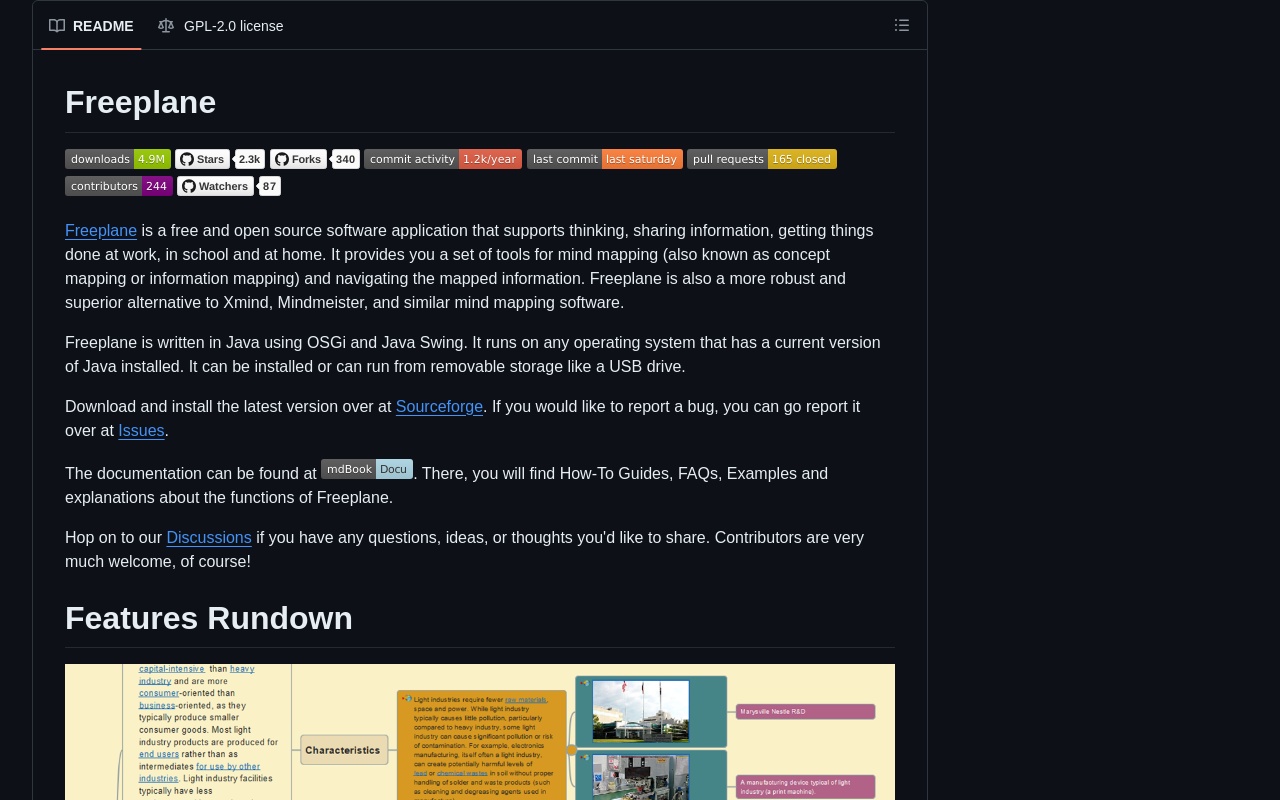 README
GPL-2.0 license
Freeplane
downloads 4.9M Stars 2.3k Forks 340 commit activity 1.2k/year last commit last saturday pull requests 165 closed
contributors 244 Watchers 87
Freeplane is a free and open source software application that supports thinking, sharing information, getting things
done at work, in school and at home. It provides you a set of tools for mind mapping (also known as concept
mapping or information mapping) and navigating the mapped information. Freeplane is also a more robust and
superior alternative to Xmind, Mindmeister, and similar mind mapping software.
Freeplane is written in Java using OSGi and Java Swing. It runs on any operating system that has a current version
of Java installed. It can be installed or can run from removable storage like a USB drive.
Download and install the latest version over at Sourceforge. If you would like to report a bug, you can go report it
over at Issues.
The documentation can be found at mdBook Docu. There, you will find How-To Guides, FAQs, Examples and
explanations about the functions of Freeplane.
Hop on to our Discussions if you have any questions, ideas, or thoughts you'd like to share. Contributors are very
much welcome, of course!
Features Rundown
capital-intensive than heavy
industry and are more
consumer-oriented than
business-oriented, as they
typically produce smaller
consumer goods. Most light
industry products are produced for
end users rather than as
intermediates for use by other
industries. Light industry facilities
typically have less
Characteristics
Light industries require fewer raw materials,
space and power. While light industry
typically causes little pollution, particularly
compared to heavy industry, some light
industry can cause significant pollution or risk
of contamination. For example, electronics
manufacturing, itself often a light industry,
can create potentially harmful levels of
lead or chemical wastes in soil without proper
handling of solder and waste products (such
as cleaning and degreasing agents used in
Marysville Nestle R&D
A manufacturing device typical of light
industry (a print machine).